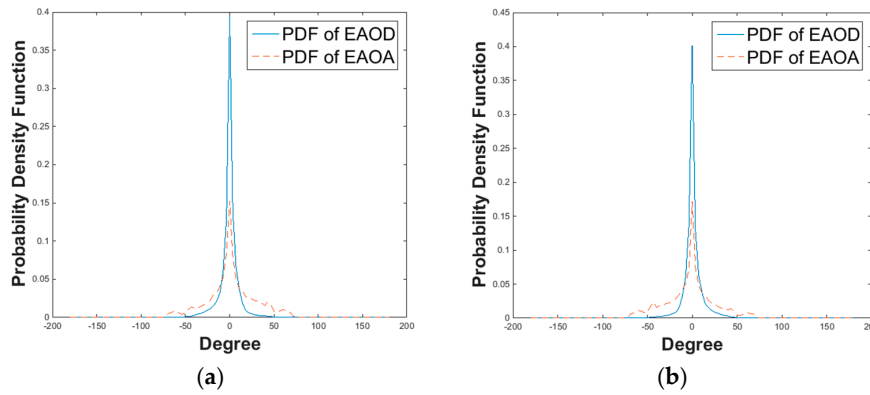 0.4
0.35
0.3
0.25
0.2
0.15
0.1
0.05
0
-200 -150 -100 -50 0 50 100 150 200
Probability Density Function
Degree
PDF of EAOD
PDF of EAOA
(a)
0.45
0.4
0.35
0.3
0.25
0.2
0.15
0.1
0.05
0
-200 -150 -100 -50 0 50 100 150 200
Probability Density Function
Degree
PDF of EAOD
PDF of EAOA
(b)